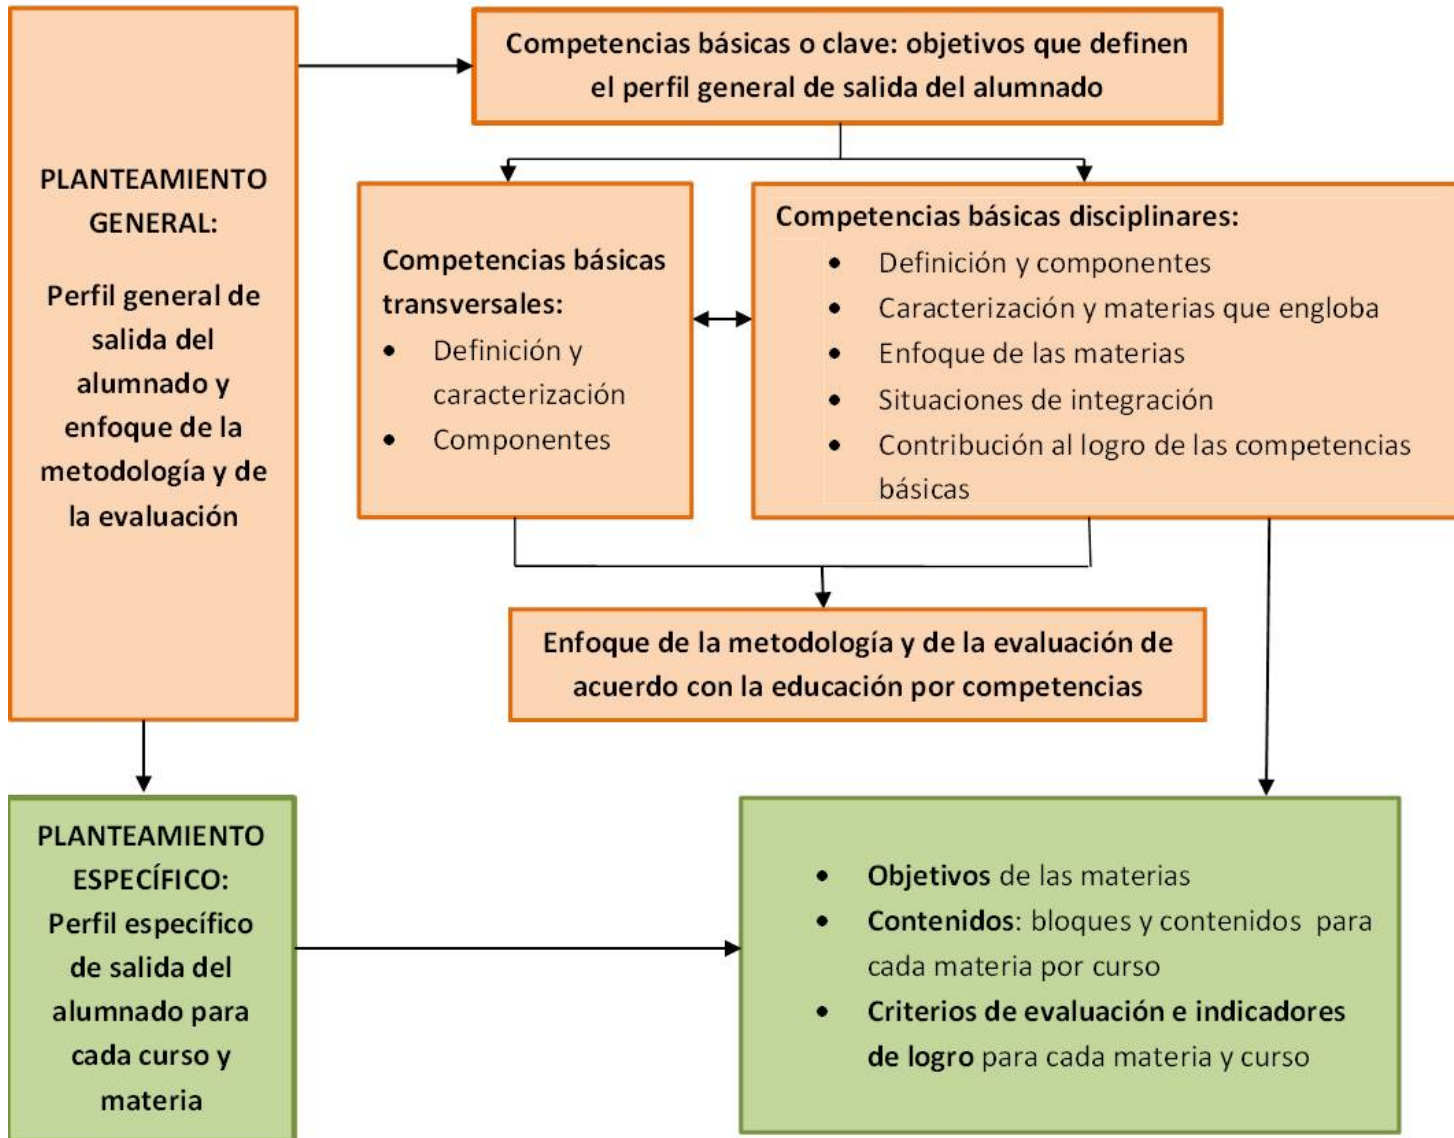 PLANTEAMIENTO
GENERAL:
Perfil general de
salida del
alumnado y
enfoque de la
metodología y de
la evaluación
Competencias básicas o clave: objetivos que definen
el perfil general de salida del alumnado
Competencias básicas
transversales:
• Definición y
caracterización
• Componentes
Competencias básicas disciplinares:
• Definición y componentes
• Caracterización y materias que engloba
• Enfoque de las materias
• Situaciones de integración
• Contribución al logro de las competencias
básicas
Enfoque de la metodología y de la evaluación de
acuerdo con la educación por competencias
PLANTEAMIENTO
ESPECÍFICO:
Perfil específico
de salida del
alumnado para
cada curso y
materia
• Objetivos de las materias
• Contenidos: bloques y contenidos para
cada materia por curso
• Criterios de evaluación e indicadores
de logro para cada materia y curso